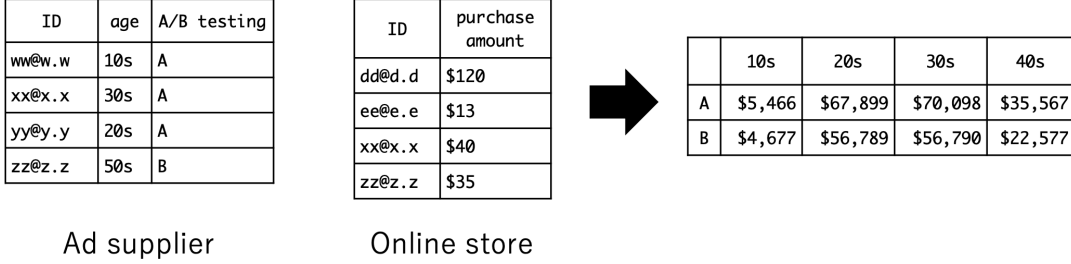 ID age A/B testing
ww@w.w 10s A
xx@x.x 30s A
yy@y.y 20s A
zz@z.z 50s B
Ad supplier
ID purchase amount
dd@d.d $120
ee@e.e $13
xx@x.x $40
zz@z.z $35
Online store
10s 20s 30s 40s
A $5,466 $67,899 $70,098 $35,567
B $4,677 $56,789 $56,790 $22,577